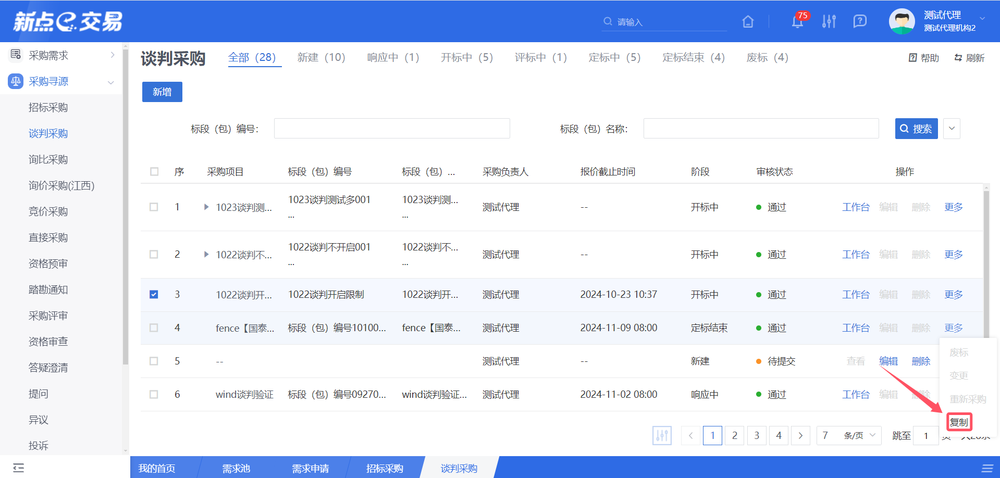 新点e交易
请输入
75
测试代理
测试代理机构2
采购需求
采购寻源
招标采购
谈判采购
询比采购
询价采购(江西)
竞价采购
直接采购
资格预审
踏勘通知
采购评审
资格审查
答疑澄清
提问
异议
投诉
谈判采购 全部（28） 新建（10） 响应中（1） 开标中（5） 评标中（1） 定标中（5） 定标结束（4） 废标（4） 帮助 刷新
新增
标段（包）编号： 标段（包）名称： 搜索
序 采购项目 标段（包）编号 标段（包）... 采购负责人 报价截止时间 阶段 审核状态 操作
1 1023谈判测... 1023谈判测试多001 ... 1023谈判测... ... 测试代理 -- 开标中 通过 工作台 编辑 删除 更多
2 1022谈判不... 1022谈判不开启001 ... 1022谈判不... ... 测试代理 -- 开标中 通过 工作台 编辑 删除 更多
3 1022谈判开... 1022谈判开启限制 1022谈判开... 测试代理 2024-10-23 10:37 开标中 通过 工作台 编辑 删除 更多
4 fence【国泰... 标段（包）编号10100... fence【国泰... 测试代理 2024-11-09 08:00 定标结束 通过 工作台 编辑 删除 更多
5 -- 测试代理 -- 新建 待提交 查看 编辑 删除
6 wind谈判验证 标段（包）编号09270... wind谈判验证... 测试代理 2024-11-02 08:00 响应中 通过 工作台 编辑 删除
废标
变更
重新采购
复制
1 2 3 4 7 条/页 跳至 1
我的首页 需求池 需求申请 招标采购 谈判采购